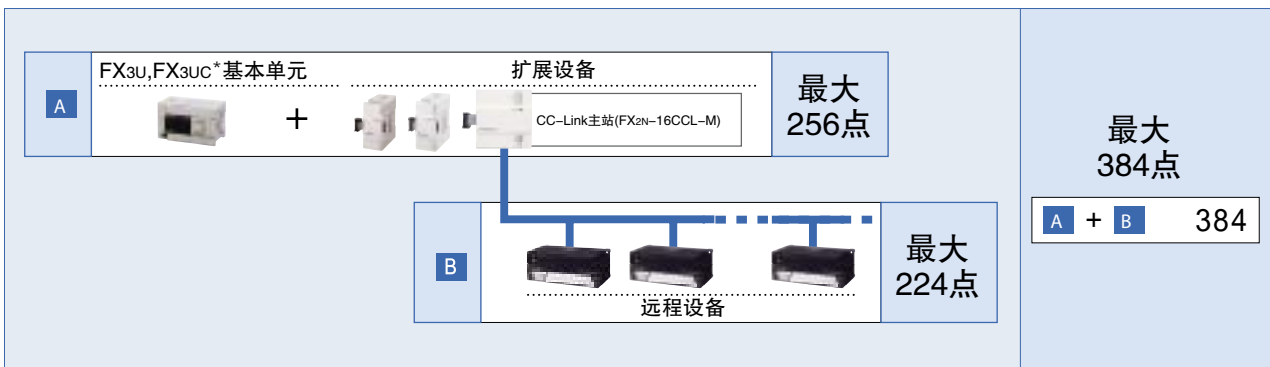 A
FX3U,FX3UC*基本单元
扩展设备
+
CC-Link主站(FX2N-16CCL-M)
最大
256点
B
远程设备
最大
224点
最大
384点
A + B 384